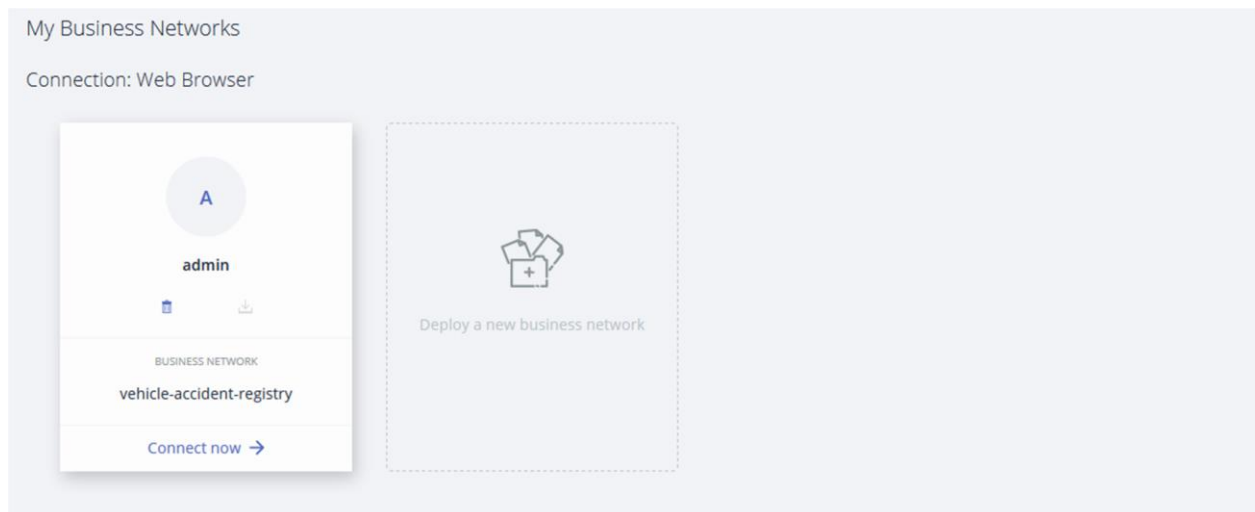 My Business Networks
Connection: Web Browser
A
admin
BUSINESS NETWORK
vehicle-accident-registry
Connect now →
Deploy a new business network